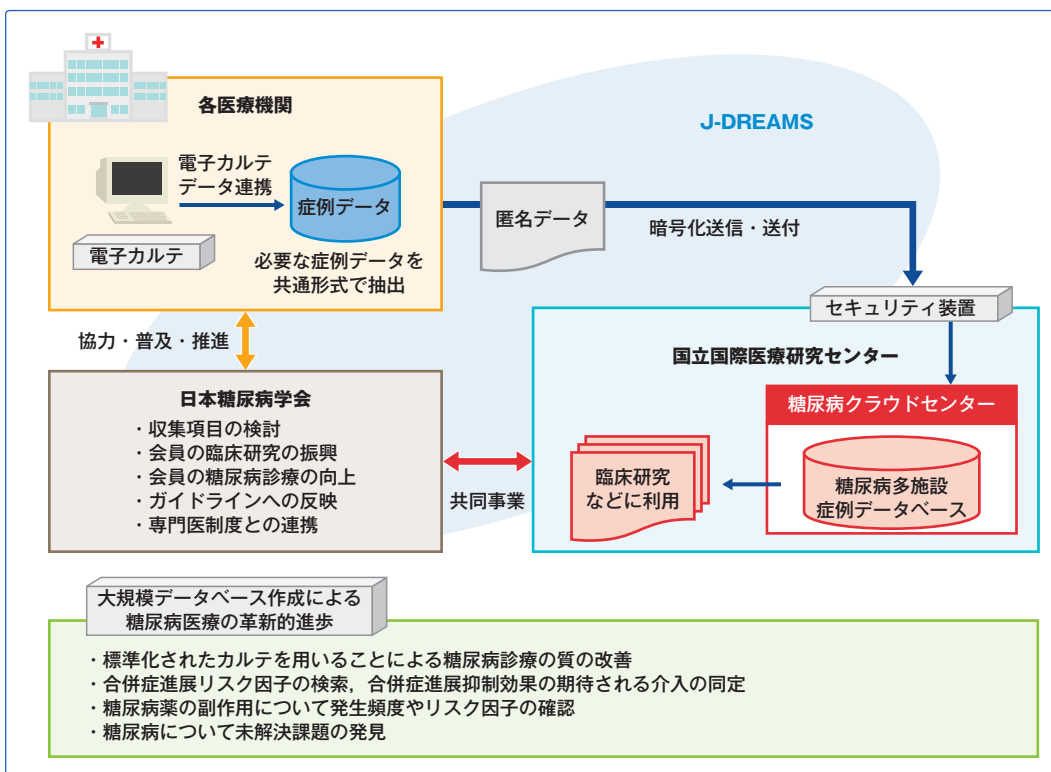 各医療機関
J-DREAMS
電子カルテ
データ連携
症例データ
電子カルテ
必要な症例データを
共通形式で抽出
匿名データ
暗号化送信・送付
セキュリティ装置
協力・普及・推進
国立国際医療研究センター
日本糖尿病学会
・収集項目の検討
・会員の臨床研究の振興
・会員の糖尿病診療の向上
・ガイドラインへの反映
・専門医制度との連携
共同事業
臨床研究
などに利用
糖尿病クラウドセンター
糖尿病多施設
症例データベース
大規模データベース作成による
糖尿病医療の革新的進歩
・標準化されたカルテを用いることによる糖尿病診療の質の改善
・合併症進展リスク因子の検索，合併症進展抑制効果の期待される介入の同定
・糖尿病薬の副作用について発生頻度やリスク因子の確認
・糖尿病について未解決課題の発見